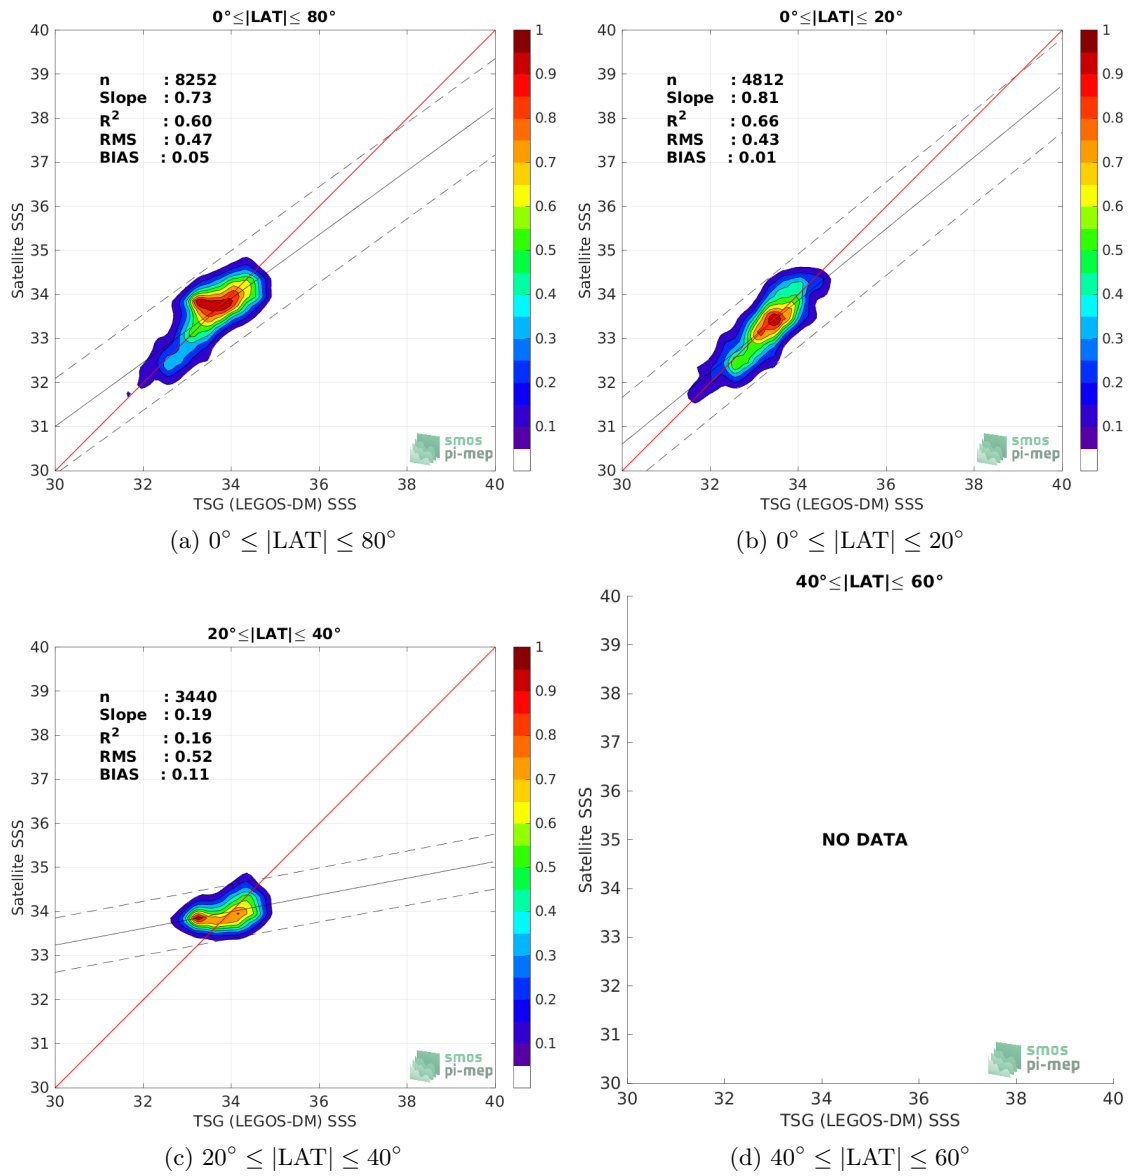 0°≤|LAT|≤ 80°
40
39
38
37
36
35
34
33
32
31
30
Satellite SSS
n : 8252
Slope : 0.73
R² : 0.60
RMS : 0.47
BIAS : 0.05
smos
pi-mep
30 32 34 36 38 40
TSG (LEGOS-DM) SSS
1
0.9
0.8
0.7
0.6
0.5
0.4
0.3
0.2
0.1
(a) 0° ≤ |LAT| ≤ 80°
0°≤|LAT|≤ 20°
40
39
38
37
36
35
34
33
32
31
30
Satellite SSS
n : 4812
Slope : 0.81
R² : 0.66
RMS : 0.43
BIAS : 0.01
smos
pi-mep
30 32 34 36 38 40
TSG (LEGOS-DM) SSS
1
0.9
0.8
0.7
0.6
0.5
0.4
0.3
0.2
0.1
(b) 0° ≤ |LAT| ≤ 20°
20°≤|LAT|≤ 40°
40
39
38
37
36
35
34
33
32
31
30
Satellite SSS
n : 3440
Slope : 0.19
R² : 0.16
RMS : 0.52
BIAS : 0.11
smos
pi-mep
30 32 34 36 38 40
TSG (LEGOS-DM) SSS
1
0.9
0.8
0.7
0.6
0.5
0.4
0.3
0.2
0.1
(c) 20° ≤ |LAT| ≤ 40°
40°≤|LAT|≤ 60°
40
39
38
37
36
35
34
33
32
31
30
Satellite SSS
NO DATA
smos
pi-mep
30 32 34 36 38 40
TSG (LEGOS-DM) SSS
(d) 40° ≤ |LAT| ≤ 60°